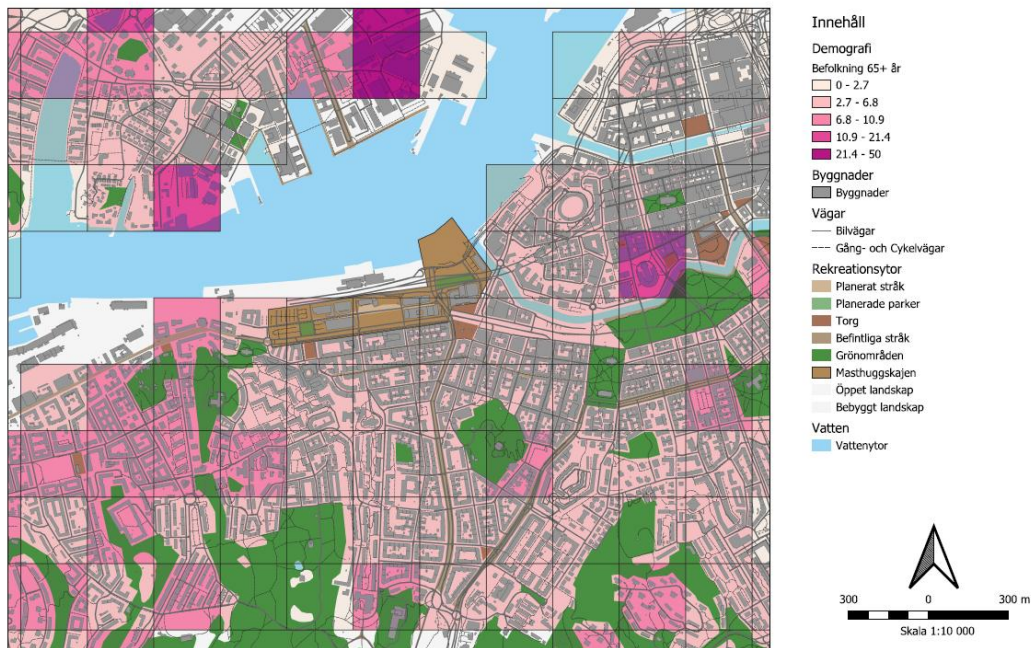 Innehåll
Demografi
Befolkning 65+ år
0 - 2.7
2.7 - 6.8
6.8 - 10.9
10.9 - 21.4
21.4 - 50
Byggnader
Byggnader
Vägar
Bilvägar
Gång- och Cykelvägar
Rekreationsytor
Planerat stråk
Planerade parker
Torg
Befintliga stråk
Grönområden
Masthuggskajen
Öppet landskap
Bebyggt landskap
Vatten
Vattenytor
300 0 300 m
Skala 1:10 000